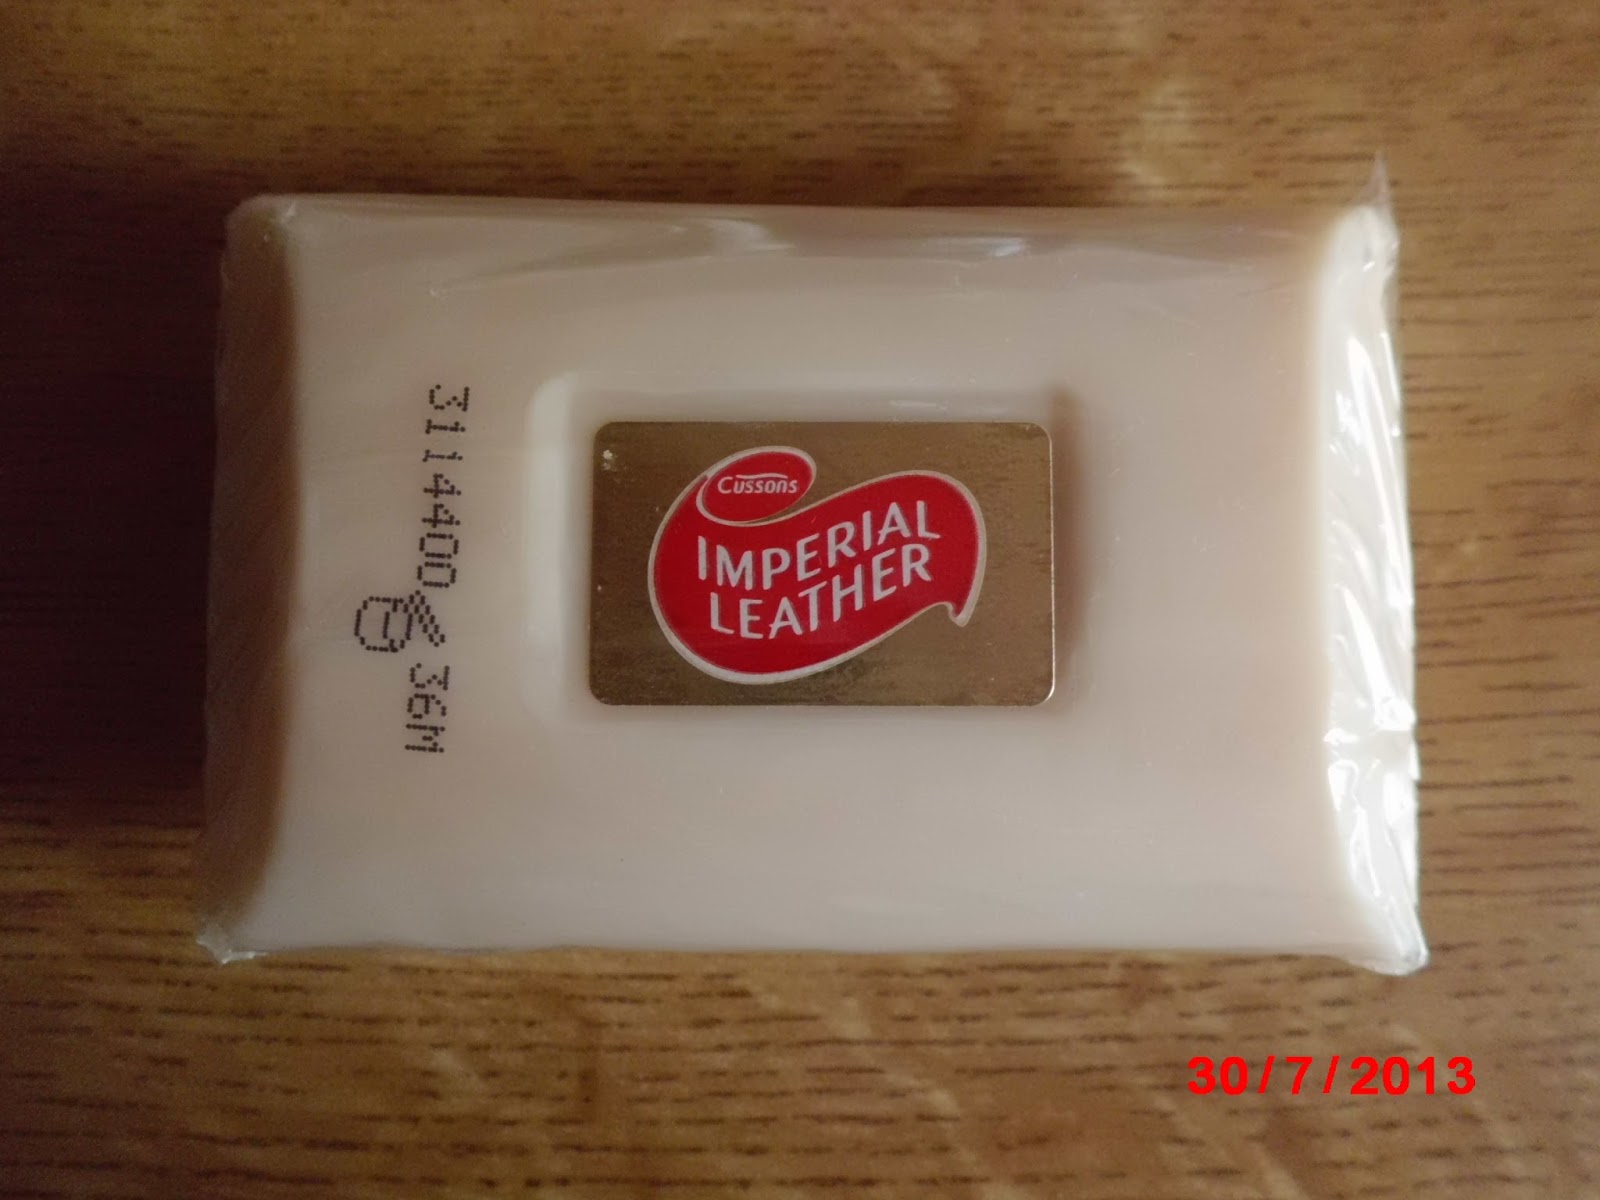 3114400 36M
Cussons
IMPERIAL
LEATHER
30/7/2013